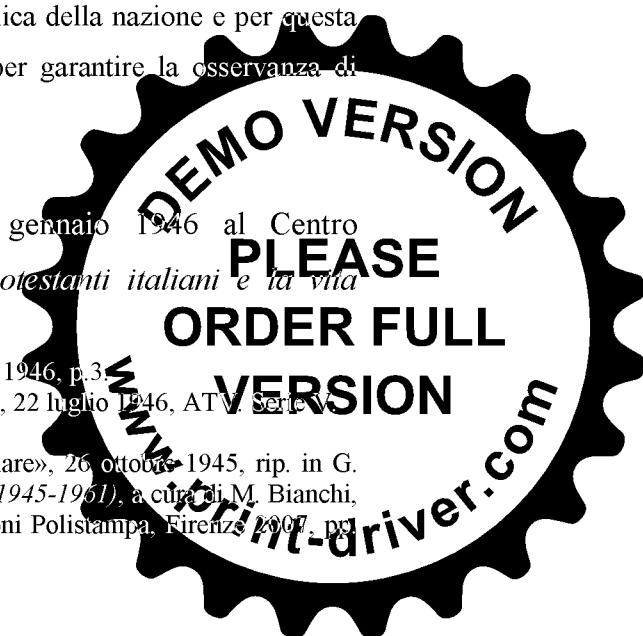 lica della nazione e per questa
per garantire la osservanza di
gennaio 1946 al Centro
otestanti italiani e la vita
1946, p.3.
, 22 luglio 1946, ATV. Serie V.
are», 26 ottobre 1945, rip. in G.
1945-1961), a cura di M. Bianchi,
oni Polistampa, Firenze 2007, pp.
DEMO VERSION
PLEASE
ORDER FULL
VERSION
www.print-driver.com